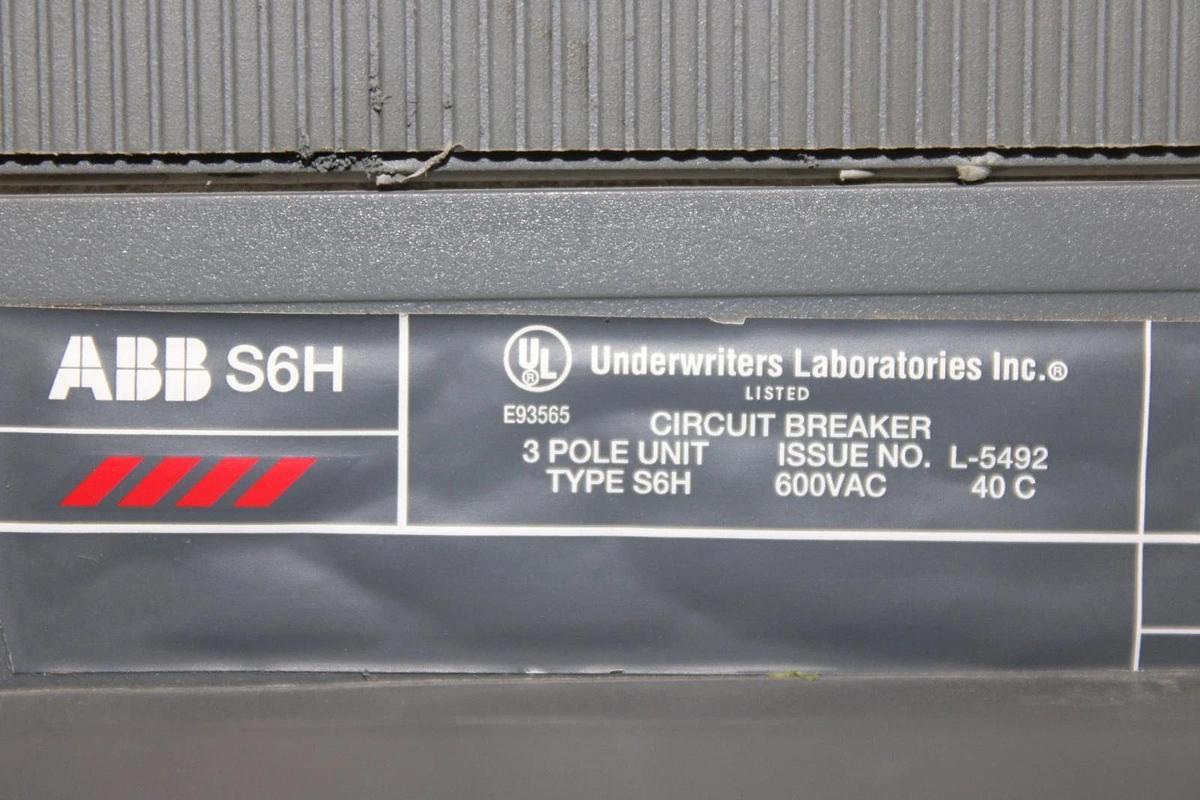 ABB S6H
UL ®
Underwriters Laboratories Inc.®
LISTED
E93565
CIRCUIT BREAKER
3 POLE UNIT ISSUE NO. L-5492
TYPE S6H 600VAC 40 C